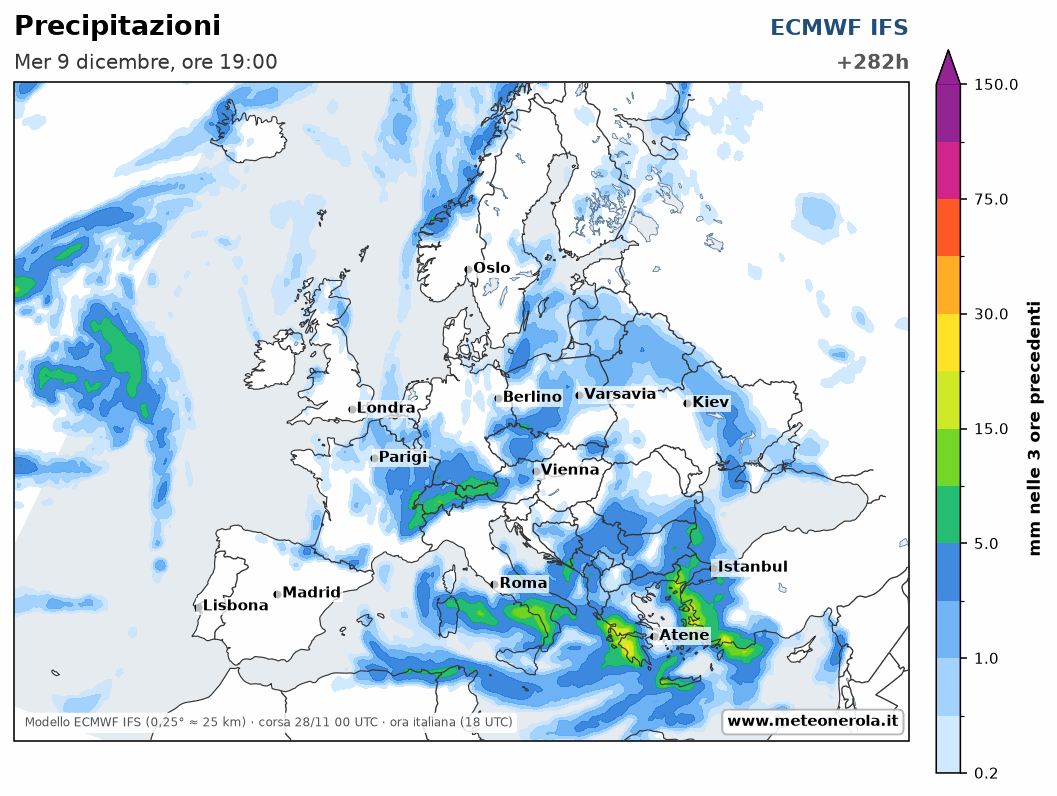 Precipitazioni
ECMWF IFS
Mer 9 dicembre, ore 19:00
+282h
150.0
75.0
30.0
15.0
5.0
1.0
0.2
mm nelle 3 ore precedenti
Oslo
Berlino
Varsavia
Kiev
Londra
Parigi
Vienna
Istanbul
Roma
Madrid
Lisbona
Atene
Modello ECMWF IFS (0,25° ≈ 25 km) · corsa 28/11 00 UTC · ora italiana (18 UTC)
www.meteonerola.it